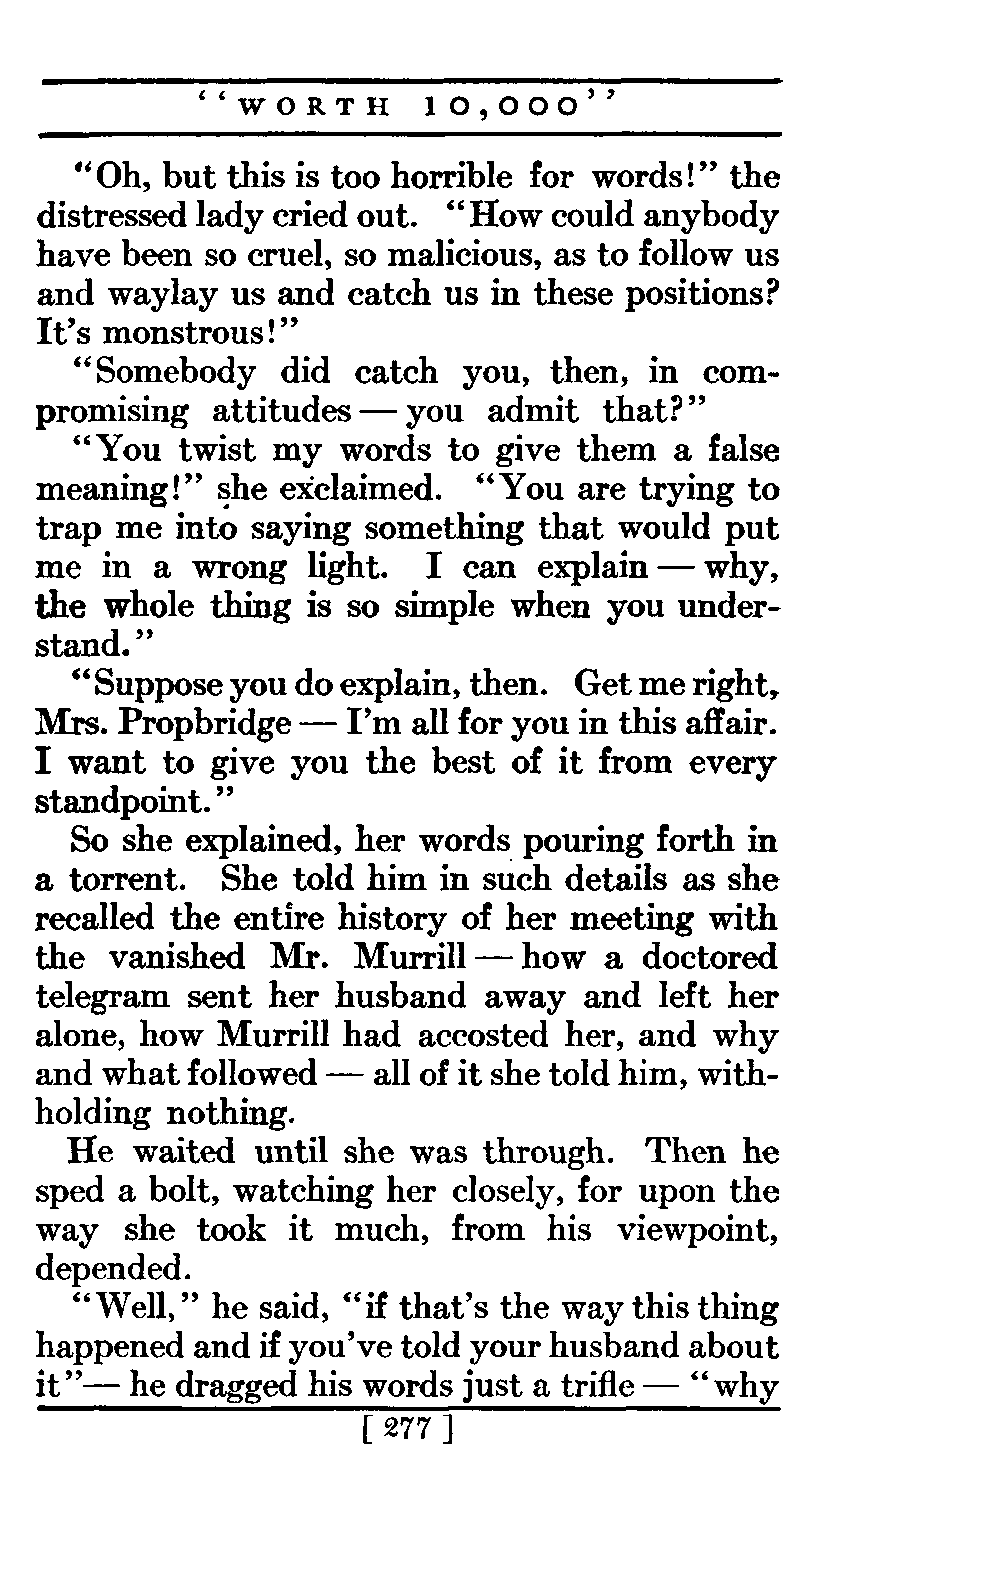 “WORTH 10,000”
“Oh, but this is too horrible for words!” the
distressed lady cried out. “How could anybody
have been so cruel, so malicious, as to follow us
and waylay us and catch us in these positions?
It’s monstrous!”
“Somebody did catch you, then, in com-
promising attitudes — you admit that?”
“You twist my words to give them a false
meaning!” she exclaimed. “You are trying to
trap me into saying something that would put
me in a wrong light. I can explain — why,
the whole thing is so simple when you under-
stand.”
“Suppose you do explain, then. Get me right,
Mrs. Propbridge — I’m all for you in this affair.
I want to give you the best of it from every
standpoint.”
So she explained, her words pouring forth in
a torrent. She told him in such details as she
recalled the entire history of her meeting with
the vanished Mr. Murrill — how a doctored
telegram sent her husband away and left her
alone, how Murrill had accosted her, and why
and what followed — all of it she told him, with-
holding nothing.
He waited until she was through. Then he
sped a bolt, watching her closely, for upon the
way she took it much, from his viewpoint,
depended.
“Well,” he said, “if that’s the way this thing
happened and if you’ve told your husband about
it”— he dragged his words just a trifle — “why
[ 277 ]